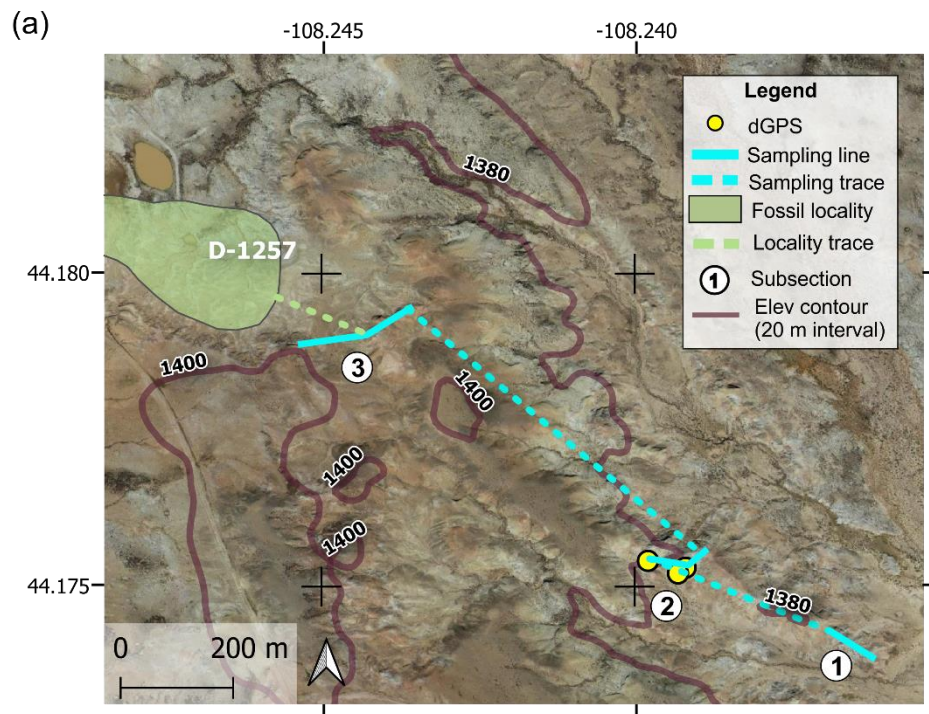 (a)
-108.245
-108.240
Legend
dGPS
Sampling line
Sampling trace
Fossil locality
Locality trace
1 Subsection
Elev contour
(20 m interval)
1380
D-1257
44.180
3
1400
1400
1400
1400
44.175
2
1380
1
0 200 m